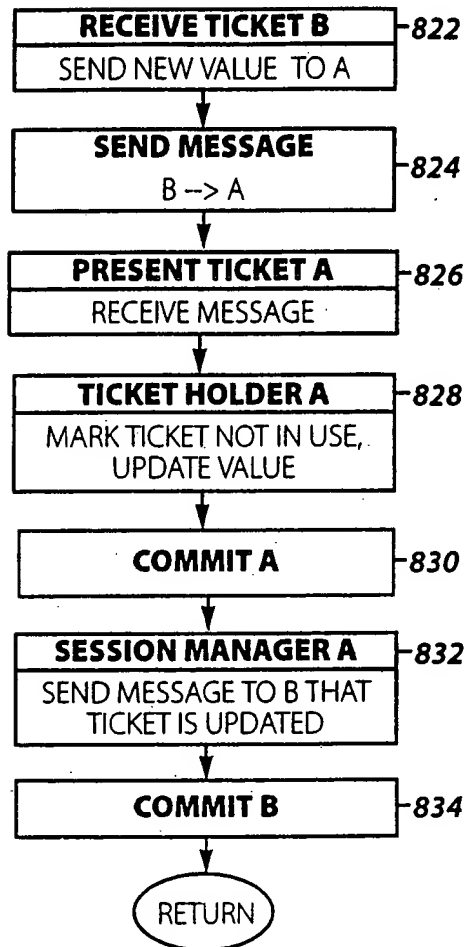 RECEIVE TICKET B
822
SEND NEW VALUE TO A
SEND MESSAGE
824
B --> A
PRESENT TICKET A
826
RECEIVE MESSAGE
TICKET HOLDER A
828
MARK TICKET NOT IN USE,
UPDATE VALUE
COMMIT A
830
SESSION MANAGER A
832
SEND MESSAGE TO B THAT
TICKET IS UPDATED
COMMIT B
834
RETURN